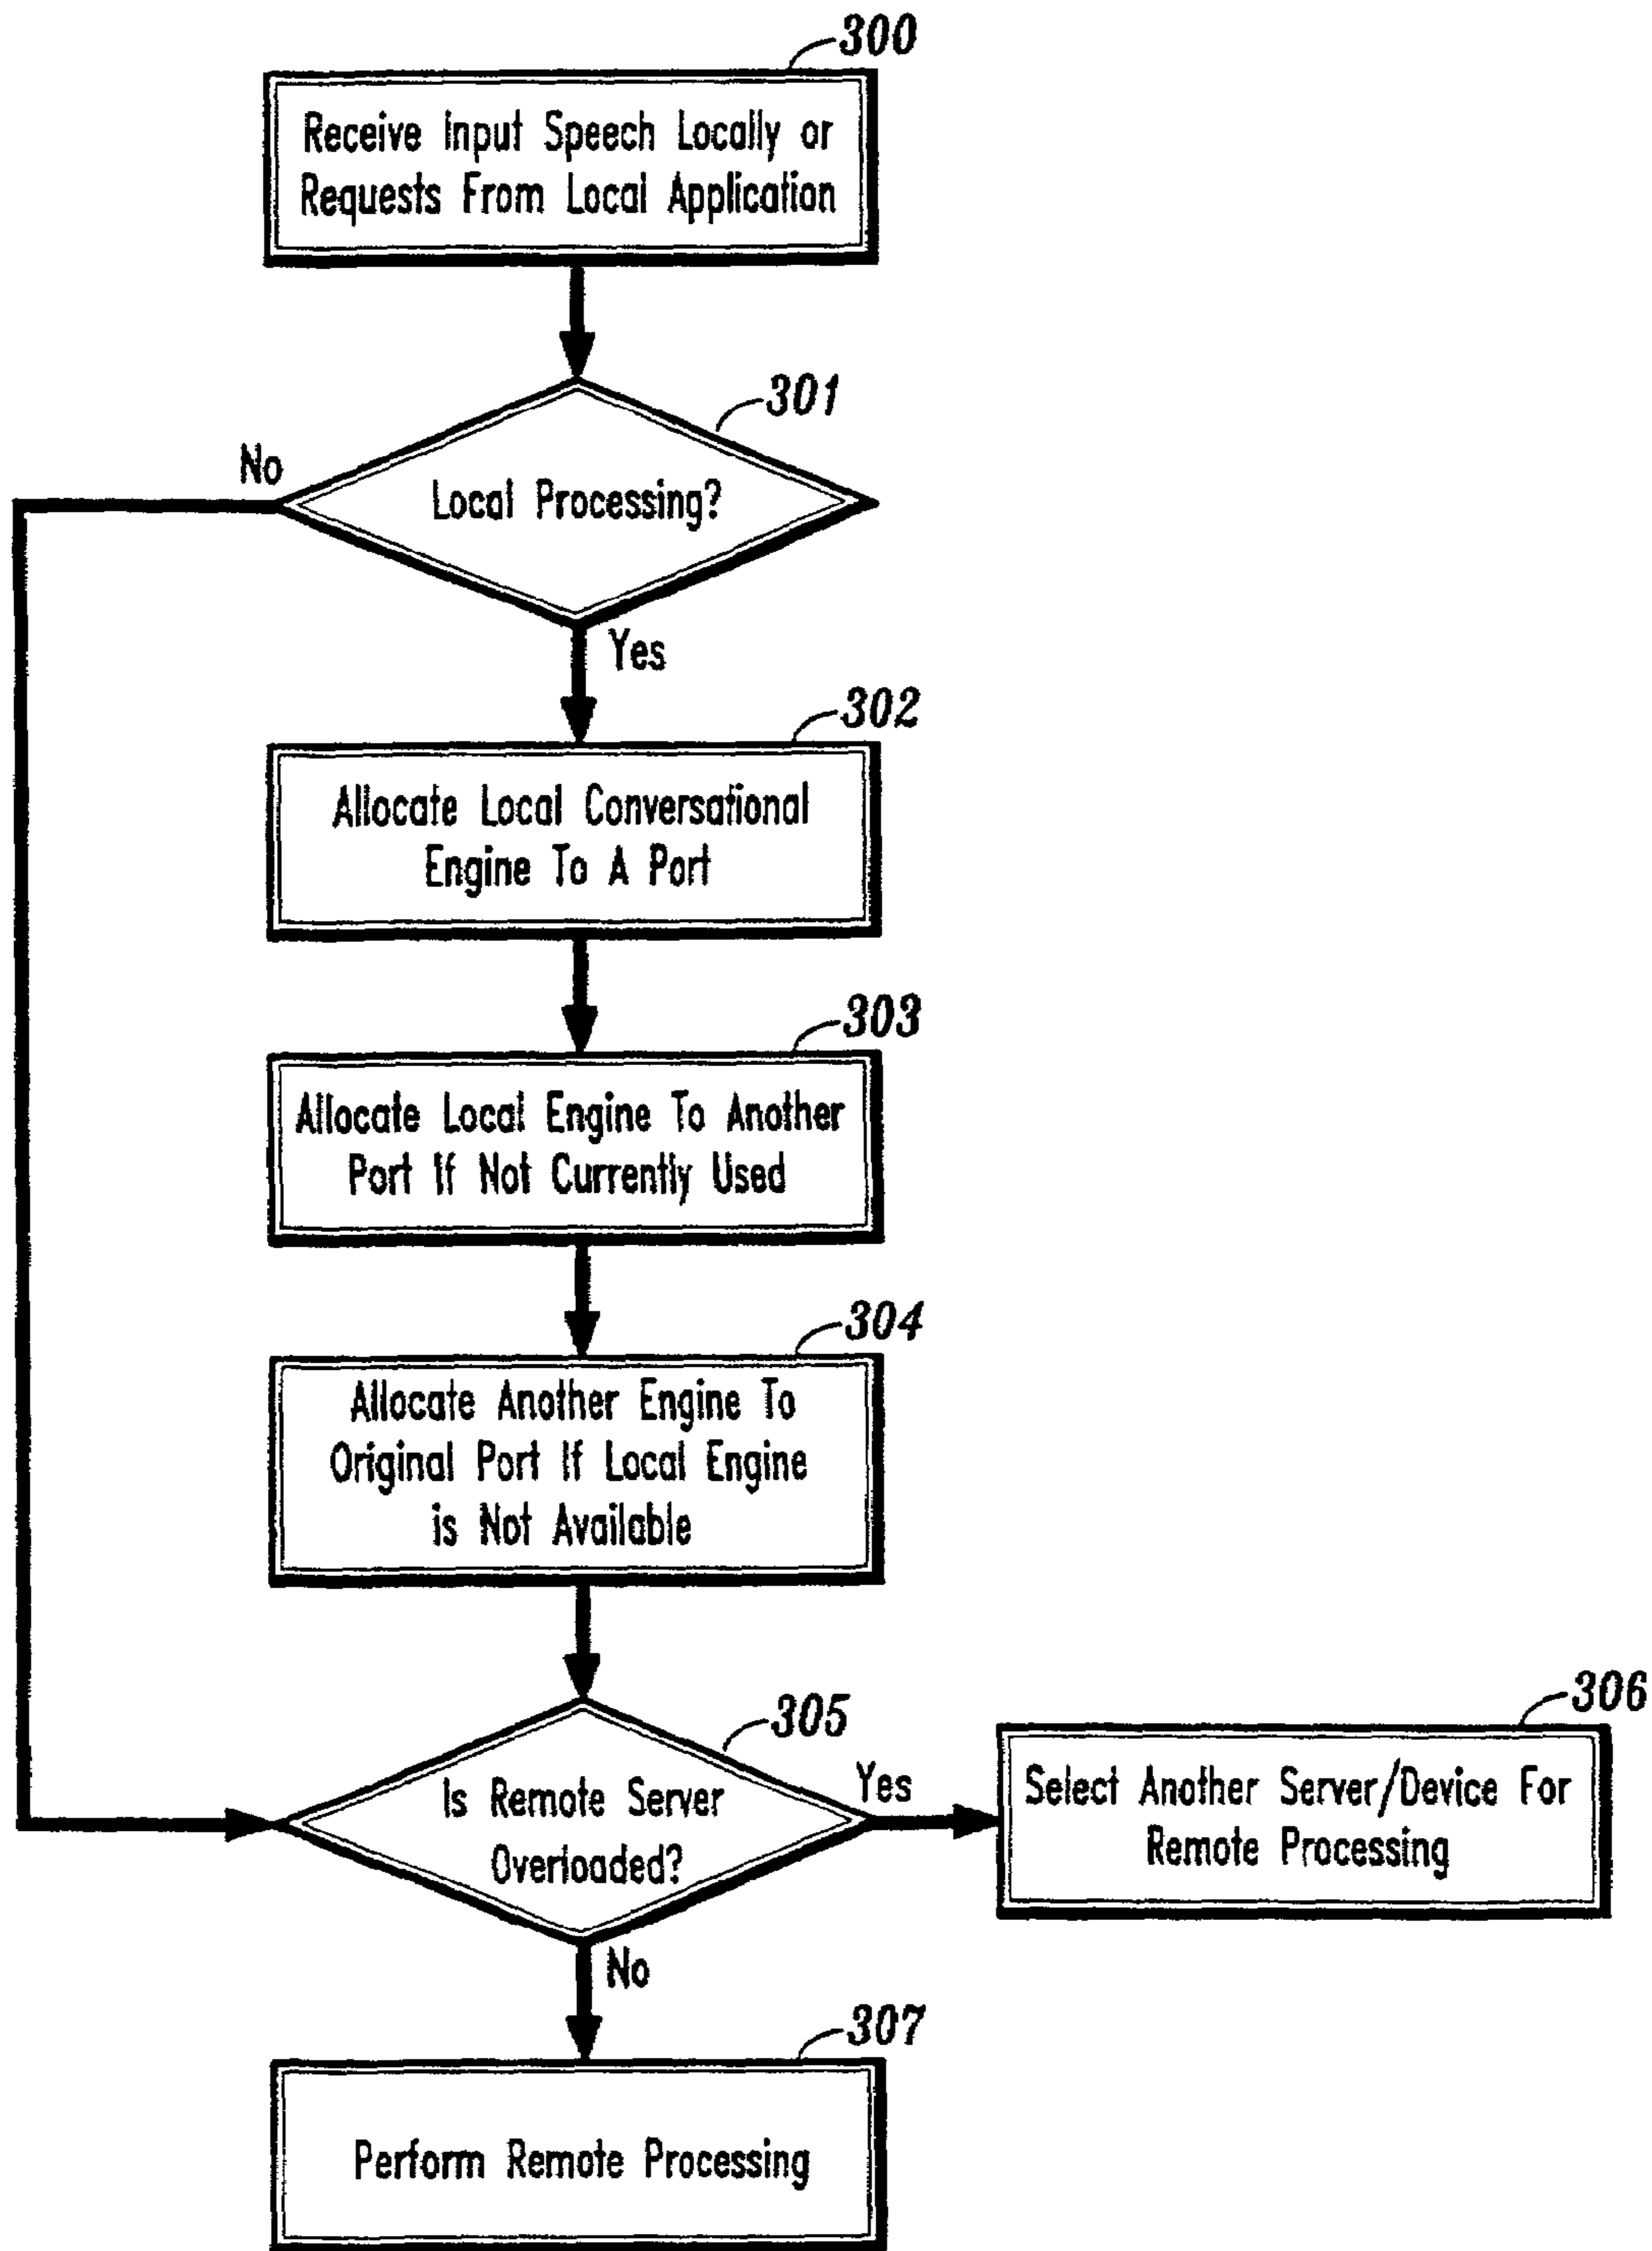 300
Receive Input Speech Locally or
Requests From Local Application
301
No
Local Processing?
Yes
302
Allocate Local Conversational
Engine To A Port
303
Allocate Local Engine To Another
Port If Not Currently Used
304
Allocate Another Engine To
Original Port If Local Engine
is Not Available
305
306
Is Remote Server
Overloaded?
Yes
Select Another Server/Device For
Remote Processing
No
307
Perform Remote Processing